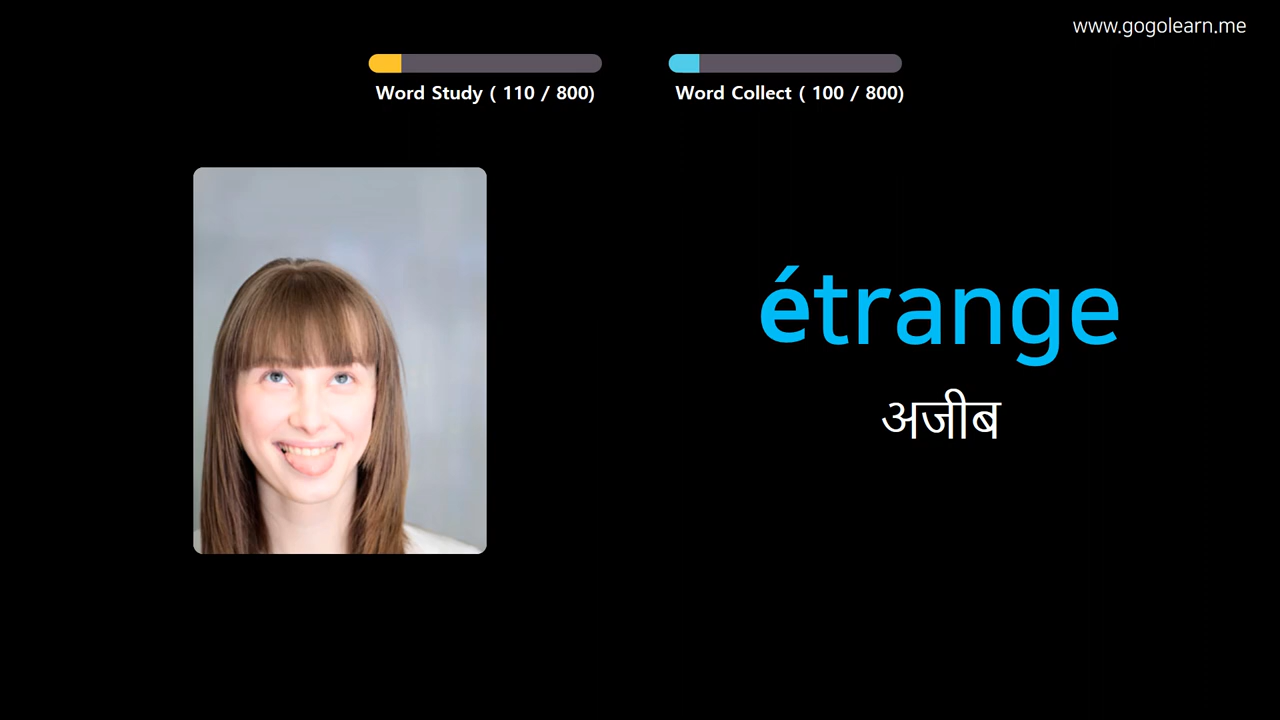 www.gogolearn.me
Word Study ( 110 / 800)
Word Collect ( 100 / 800)
étrange
अजीब